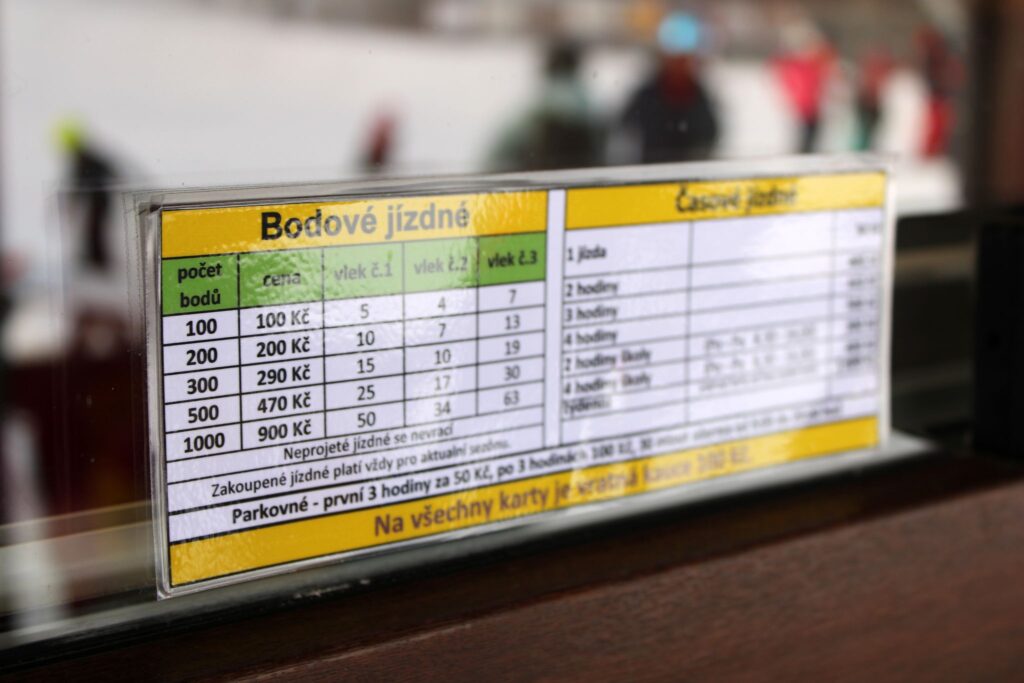 Bodové jízdné
počet bodů cena vlek č.1 vlek č.2 vlek č.3
100 100 Kč 5 4 7
200 200 Kč 10 7 13
300 290 Kč 15 10 19
500 470 Kč 25 17 30
1000 900 Kč 50 34 63
Neprojeté jízdné se nevrací
Zakoupené jízdné platí vždy pro aktualní sezónu.
Časové jízdné
1 jízda
2 hodiny
3 hodiny
4 hodiny
2 hodiny školy
4 hodiny školy
týdenní
Parkovné - první 3 hodiny za 50 Kč, po 3 hodinách 100 Kč,
Na všechny karty je vratná kauce 100 Kč.